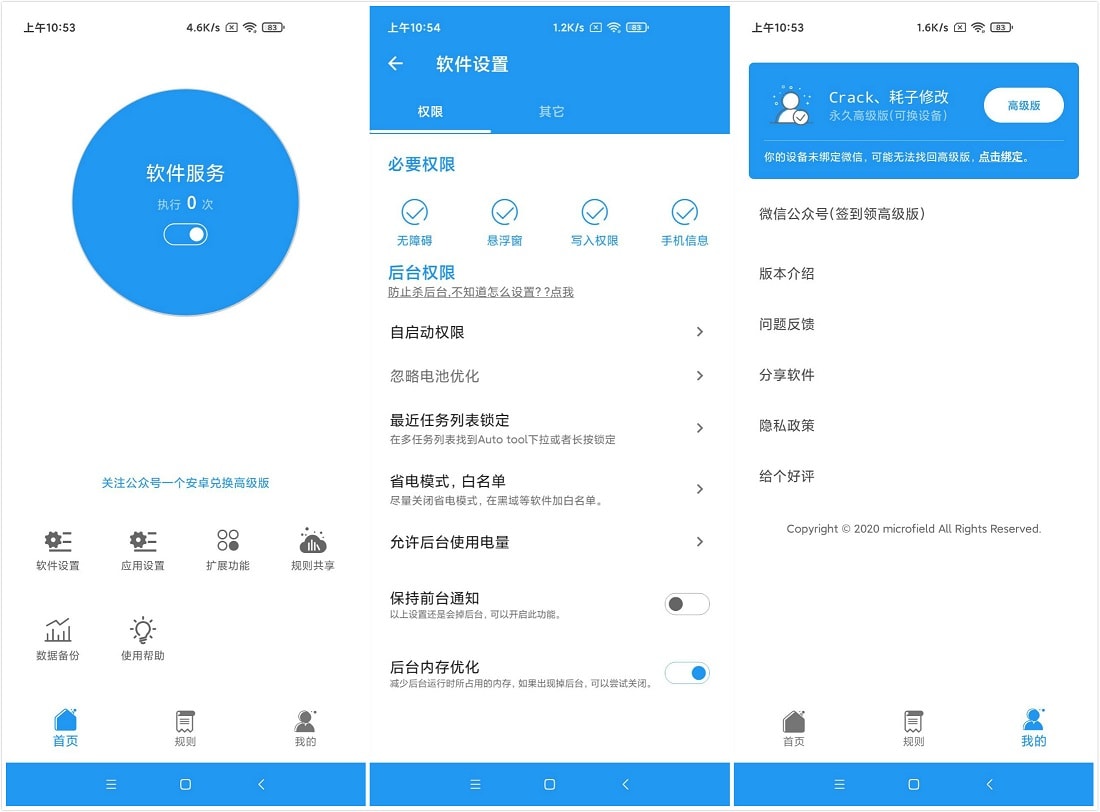 上午10:53
4.6K/s
83
软件服务
执行 0 次
关注公众号一个安卓兑换高级版
软件设置
应用设置
扩展功能
规则共享
数据备份
使用帮助
首页
规则
我的
上午10:54
1.2K/s
83
软件设置
权限
其它
必要权限
无障碍
悬浮窗
写入权限
手机信息
后台权限
防止杀后台,不知道怎么设置??点我
自启动权限
忽略电池优化
最近任务列表锁定
在多任务列表找到Auto tool下拉或者长按锁定
省电模式，白名单
尽量关闭省电模式，在黑域等软件加白名单。
允许后台使用电量
保持前台通知
以上设置还是会掉后台，可以开启此功能。
后台内存优化
减少后台运行时所占用的内存，如果出现掉后台，可以尝试关闭。
上午10:53
1.6K/s
83
Crack、耗子修改
永久高级版(可换设备)
高级版
你的设备未绑定微信，可能无法找回高级版，点击绑定。
微信公众号(签到领高级版)
版本介绍
问题反馈
分享软件
隐私政策
给个好评
Copyright © 2020 microfield All Rights Reserved.
首页
规则
我的